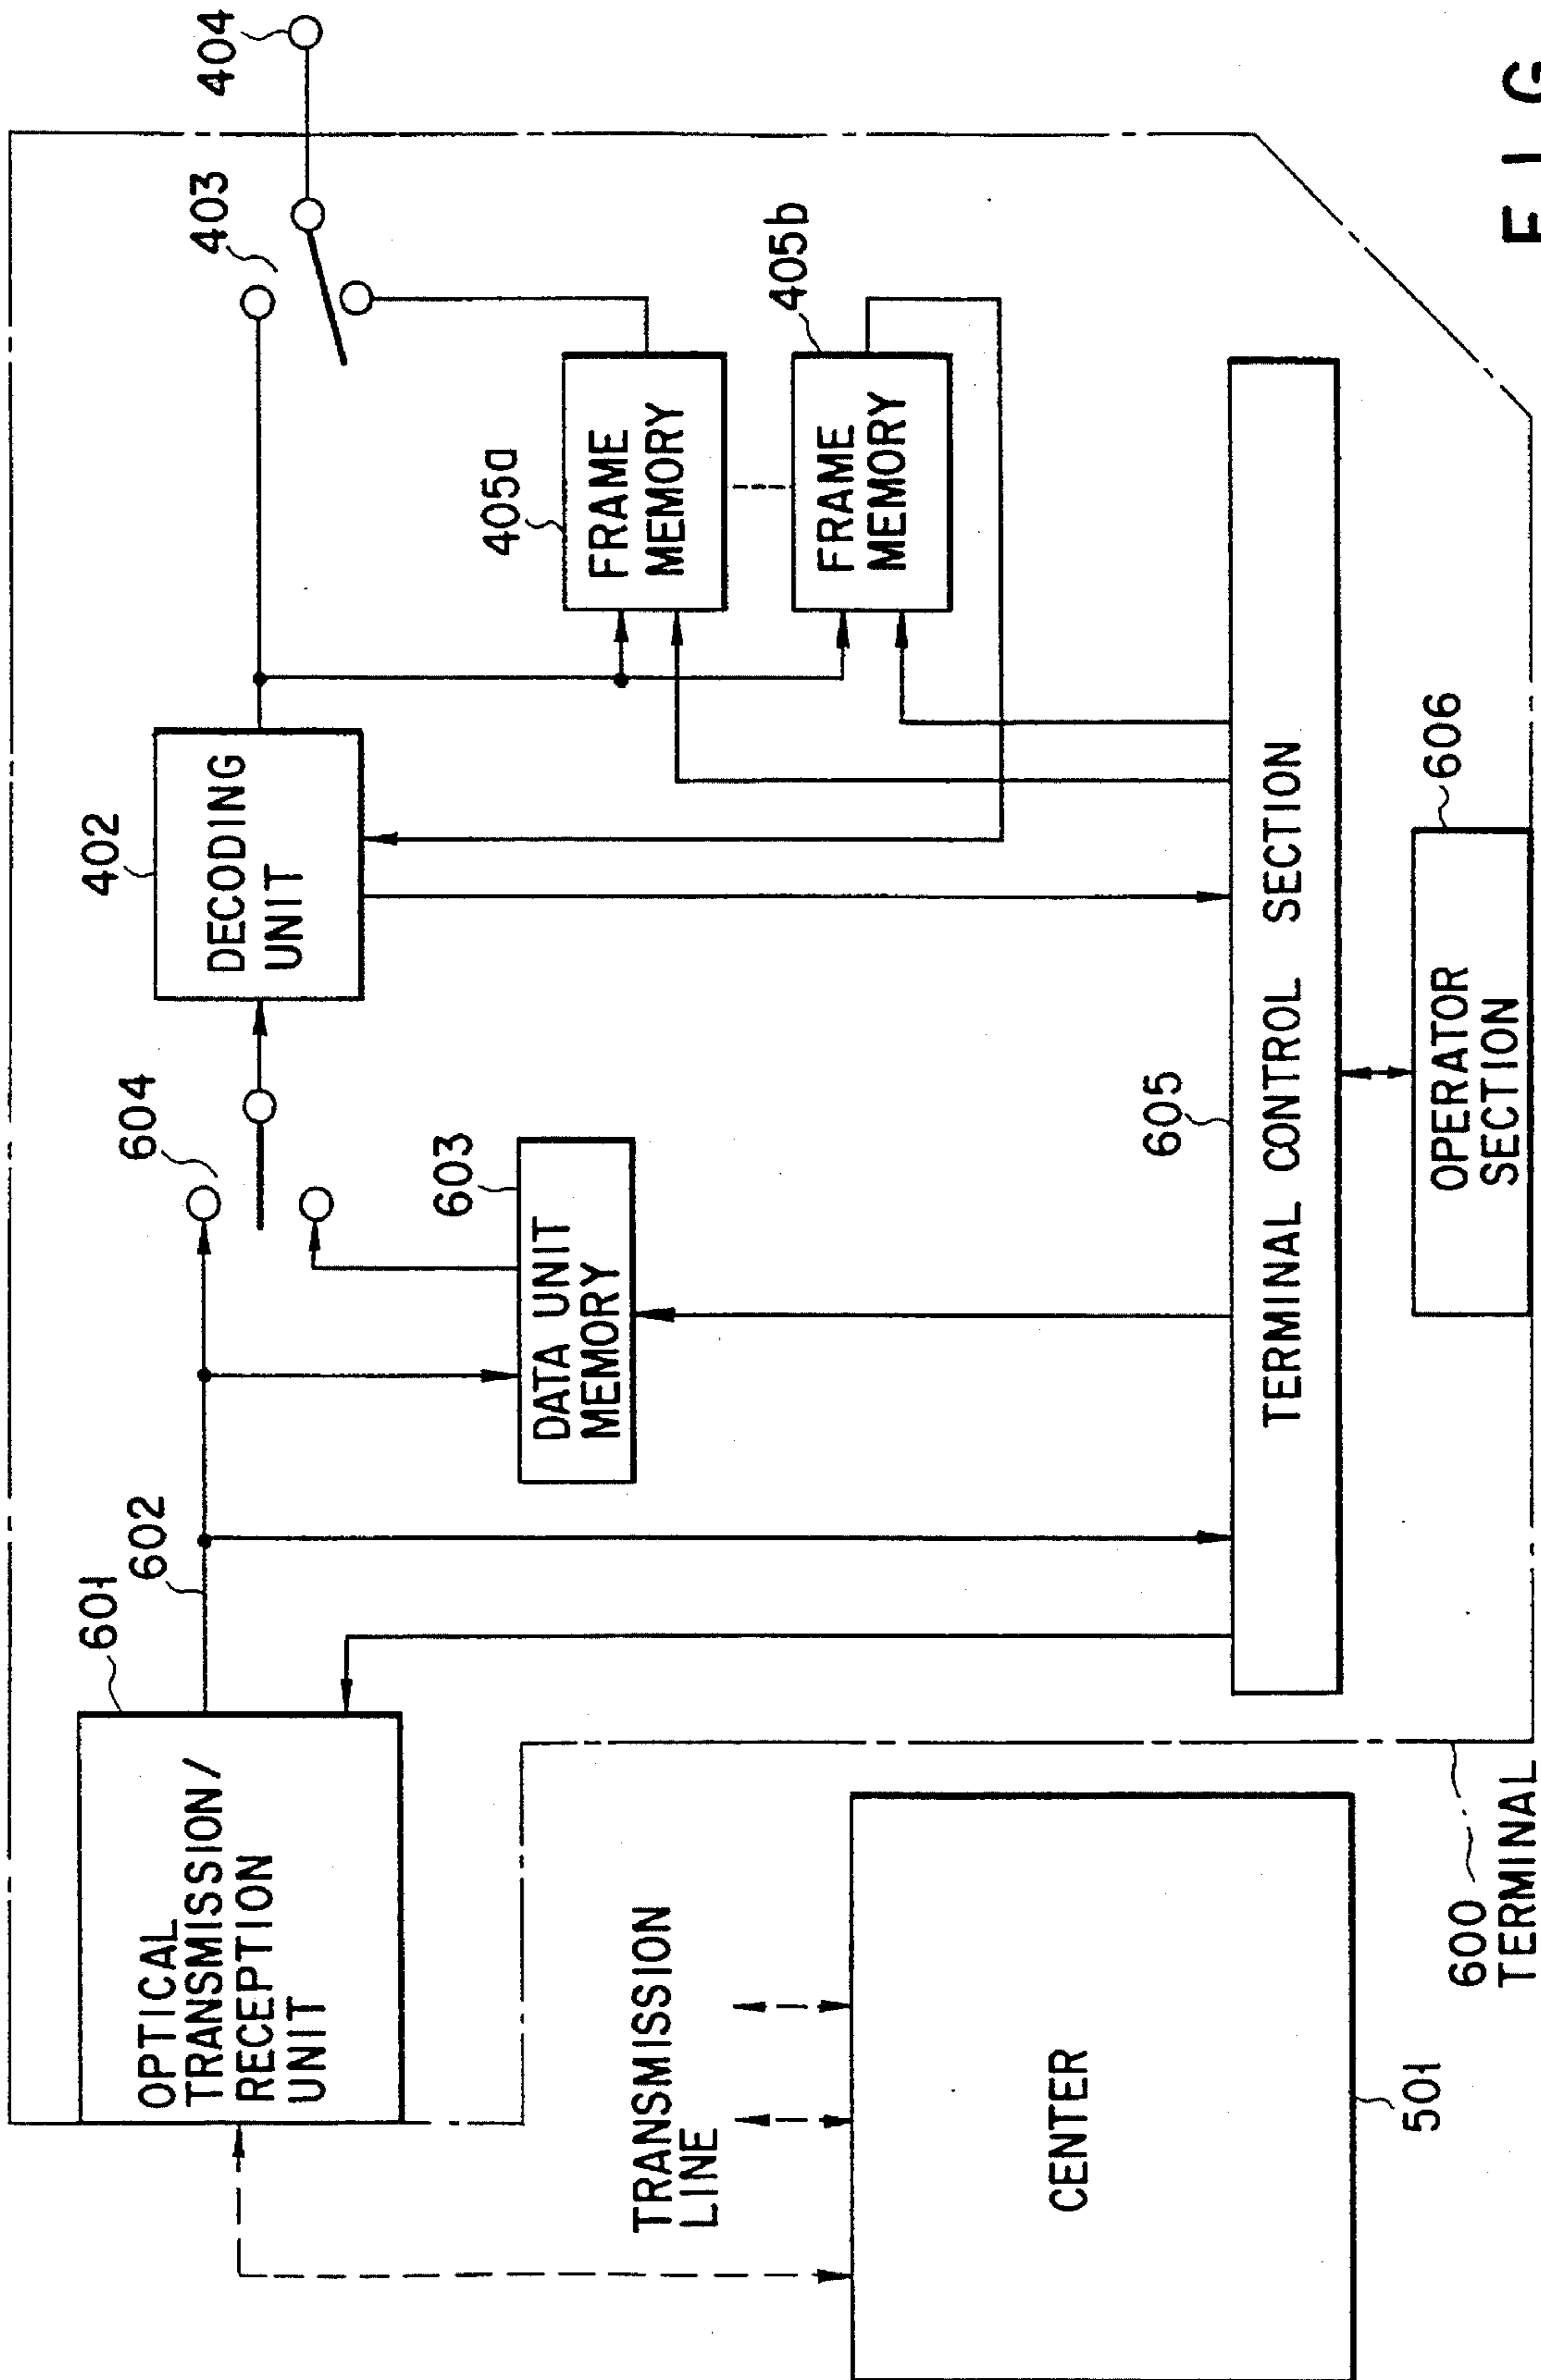 404
403
405b
405a
FRAME
MEMORY
FRAME
MEMORY
402
DECODING
UNIT
604
603
DATA UNIT
MEMORY
605
TERMINAL CONTROL SECTION
606
OPERATOR
SECTION
601
602
OPTICAL
TRANSMISSION/
RECEPTION
UNIT
TRANSMISSION
LINE
CENTER
501
600
TERMINAL
F I G